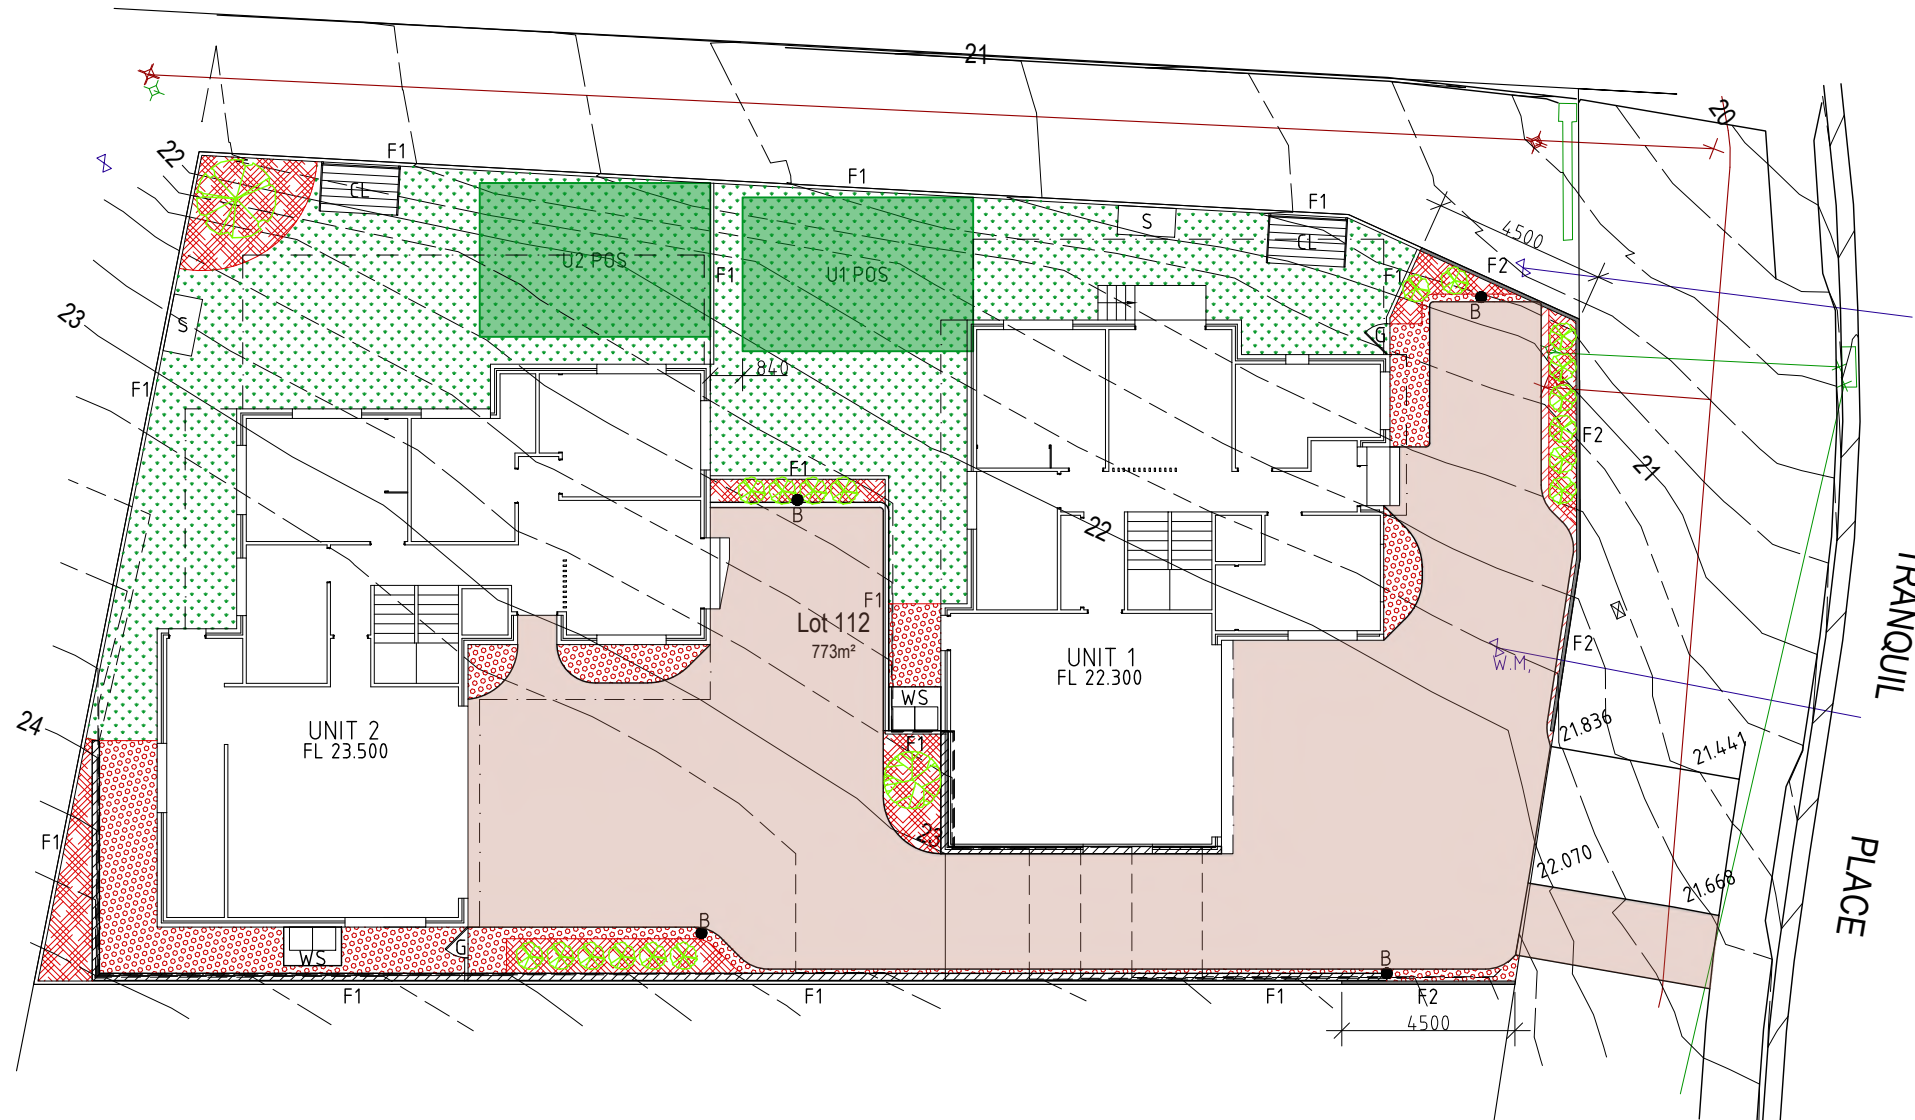 21
20
22
F1
CL
F1
F1
S
CL
4500
F2
U2 POS
F1
U1 POS
F1
B
G
S
23
F1
840
F2
21
F1
B
22
TRANQUIL
F1
Lot 112
773m²
UNIT 1
FL 22.300
F2
W.M,
WS
24
UNIT 2
FL 23.500
F1
21.836
21.441
23
F1
22.070
21.668
PLACE
B
G
WS
B
F1
F1
F1
F2
4500